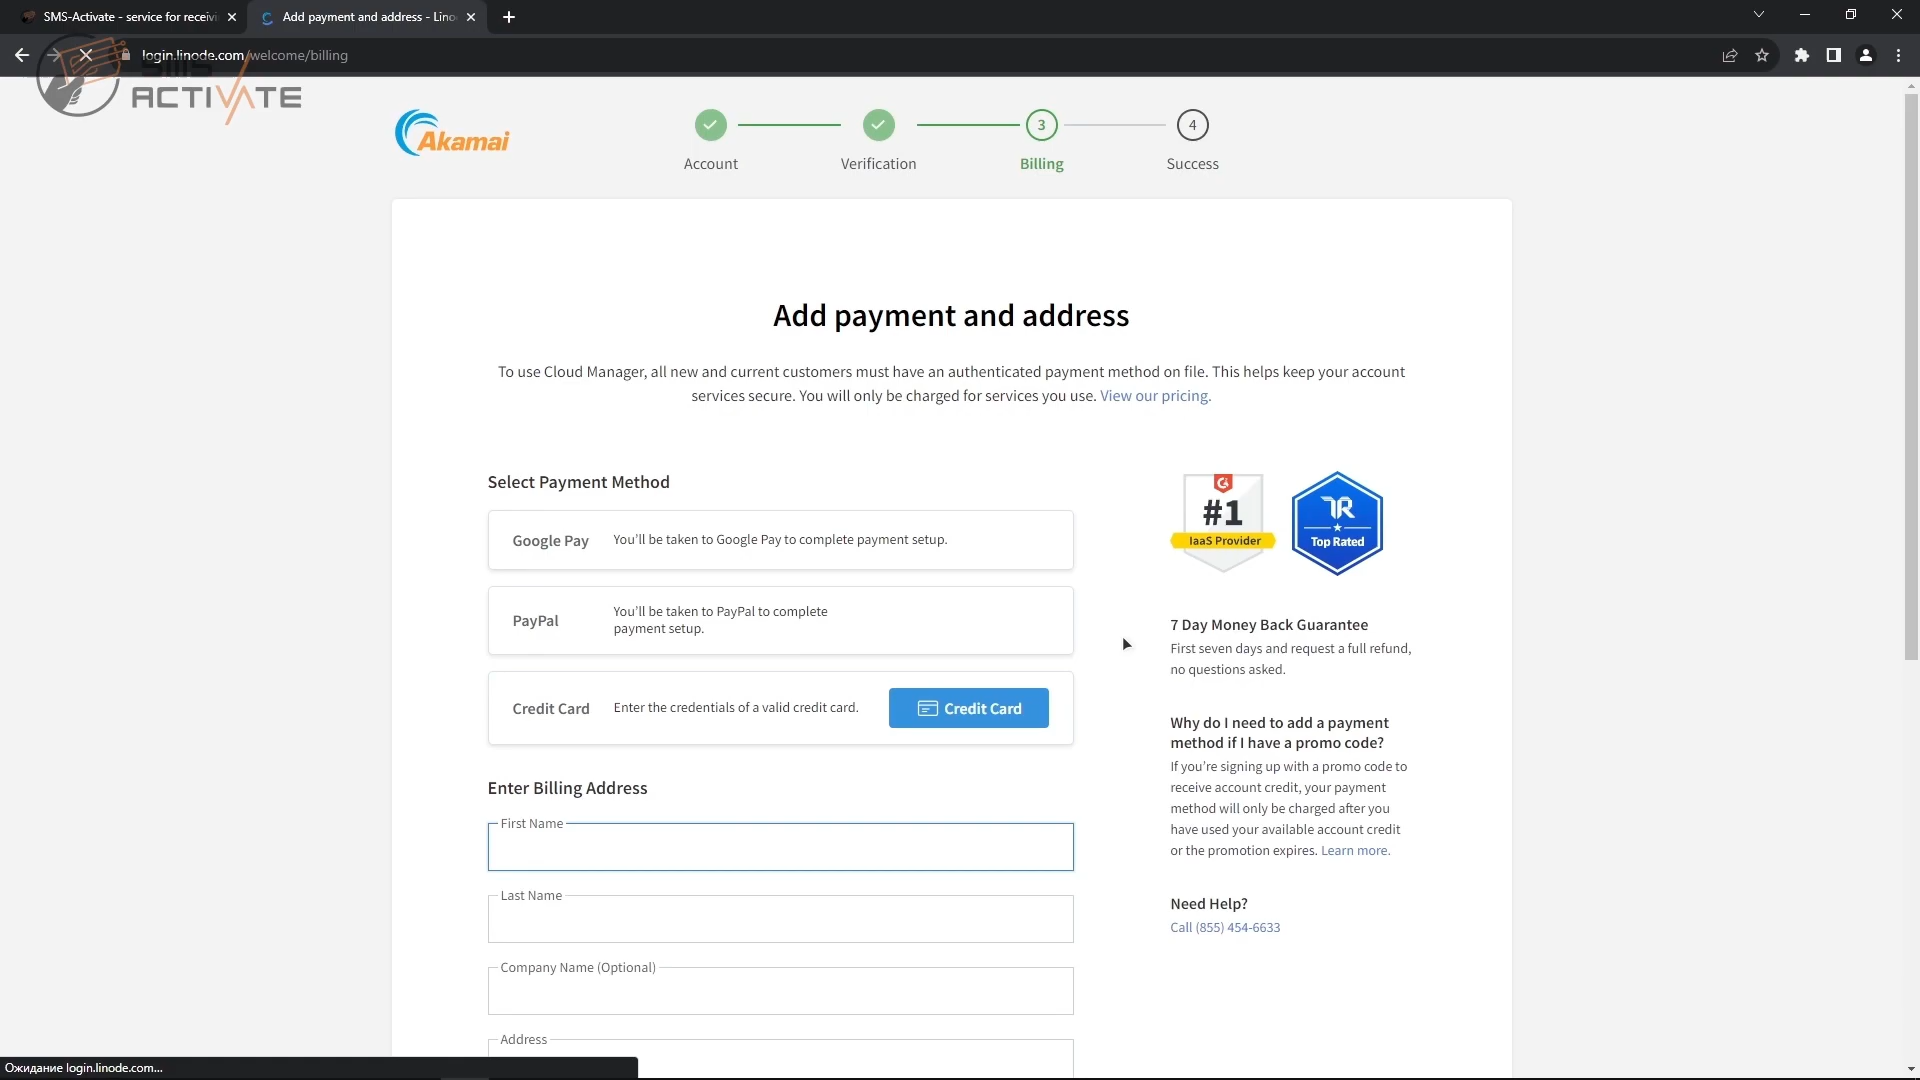 SMS-Activate - service for receivi
Add payment and address - Lino
login.linode.com/welcome/billing
SMS
ACTIVATE
Akamai
3
4
Account
Verification
Billing
Success
Add payment and address
To use Cloud Manager, all new and current customers must have an authenticated payment method on file. This helps keep your account
services secure. You will only be charged for services you use. View our pricing.
Select Payment Method
Google Pay
You'll be taken to Google Pay to complete payment setup.
PayPal
You'll be taken to PayPal to complete
payment setup.
Credit Card
Enter the credentials of a valid credit card.
Credit Card
Enter Billing Address
First Name
Last Name
Company Name (Optional)
Address
#1
IaaS Provider
TR
Top Rated
7 Day Money Back Guarantee
First seven days and request a full refund,
no questions asked.
Why do I need to add a payment
method if I have a promo code?
If you're signing up with a promo code to
receive account credit, your payment
method will only be charged after you
have used your available account credit
or the promotion expires. Learn more.
Need Help?
Call (855) 454-6633
Ожидание login.linode.com...